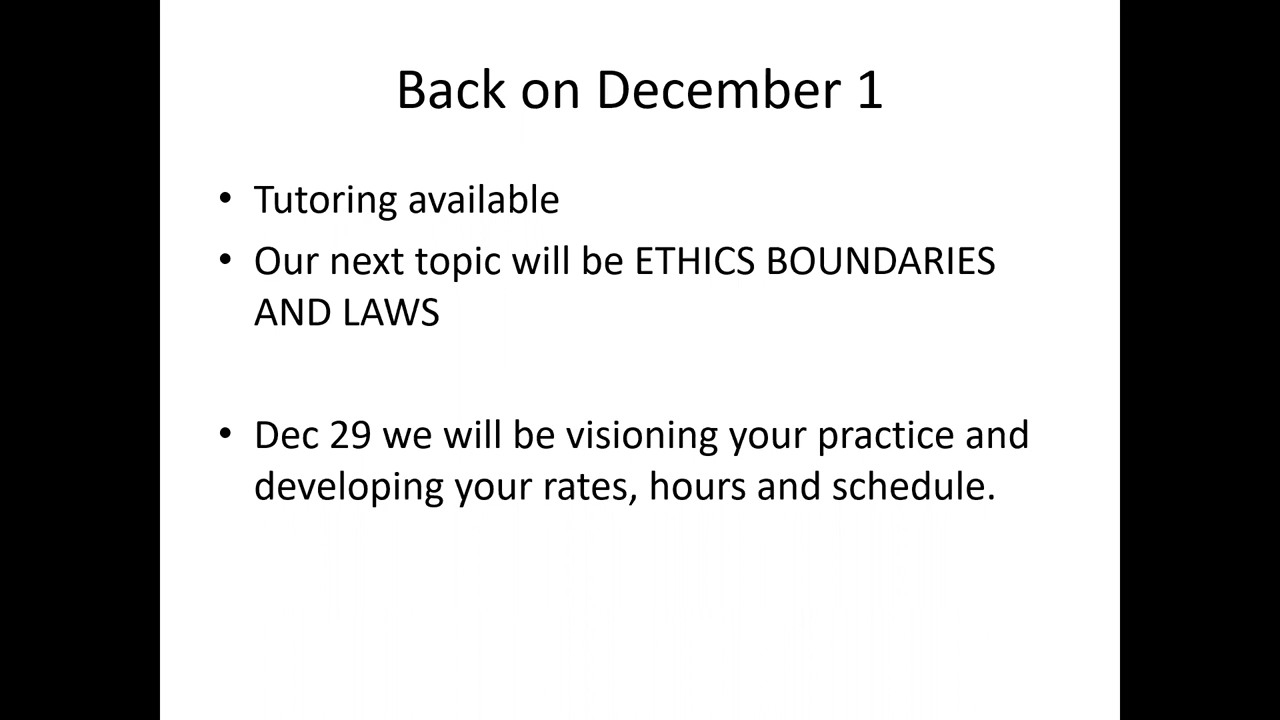 Back on December 1
• Tutoring available
• Our next topic will be ETHICS BOUNDARIES
AND LAWS
• Dec 29 we will be visioning your practice and
developing your rates, hours and schedule.